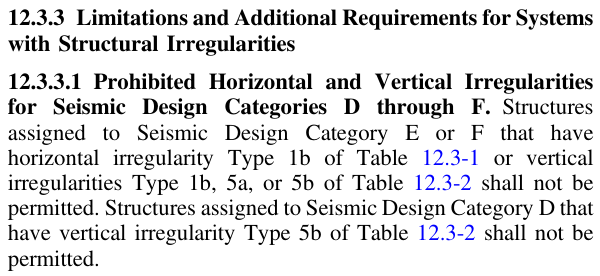 12.3.3 Limitations and Additional Requirements for Systems
with Structural Irregularities
12.3.3.1 Prohibited Horizontal and Vertical Irregularities
for Seismic Design Categories D through F. Structures
assigned to Seismic Design Category E or F that have
horizontal irregularity Type 1b of Table 12.3-1 or vertical
irregularities Type 1b, 5a, or 5b of Table 12.3-2 shall not be
permitted. Structures assigned to Seismic Design Category D that
have vertical irregularity Type 5b of Table 12.3-2 shall not be
permitted.